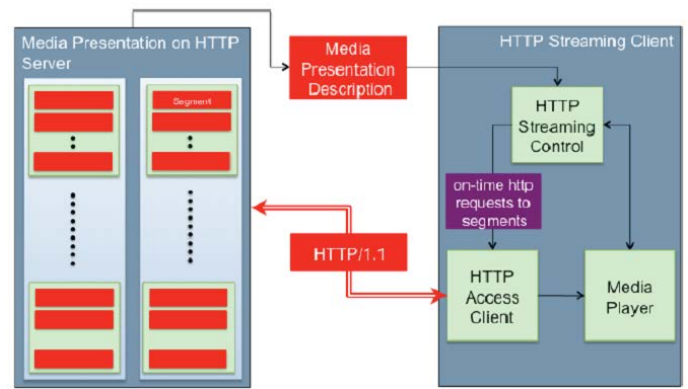 Media Presentation on HTTP
Server
Segment
Media
Presentation
Description
HTTP Streaming Client
HTTP
Streaming
Control
on-time http
requests to
segments
HTTP/1.1
HTTP
Access
Client
Media
Player